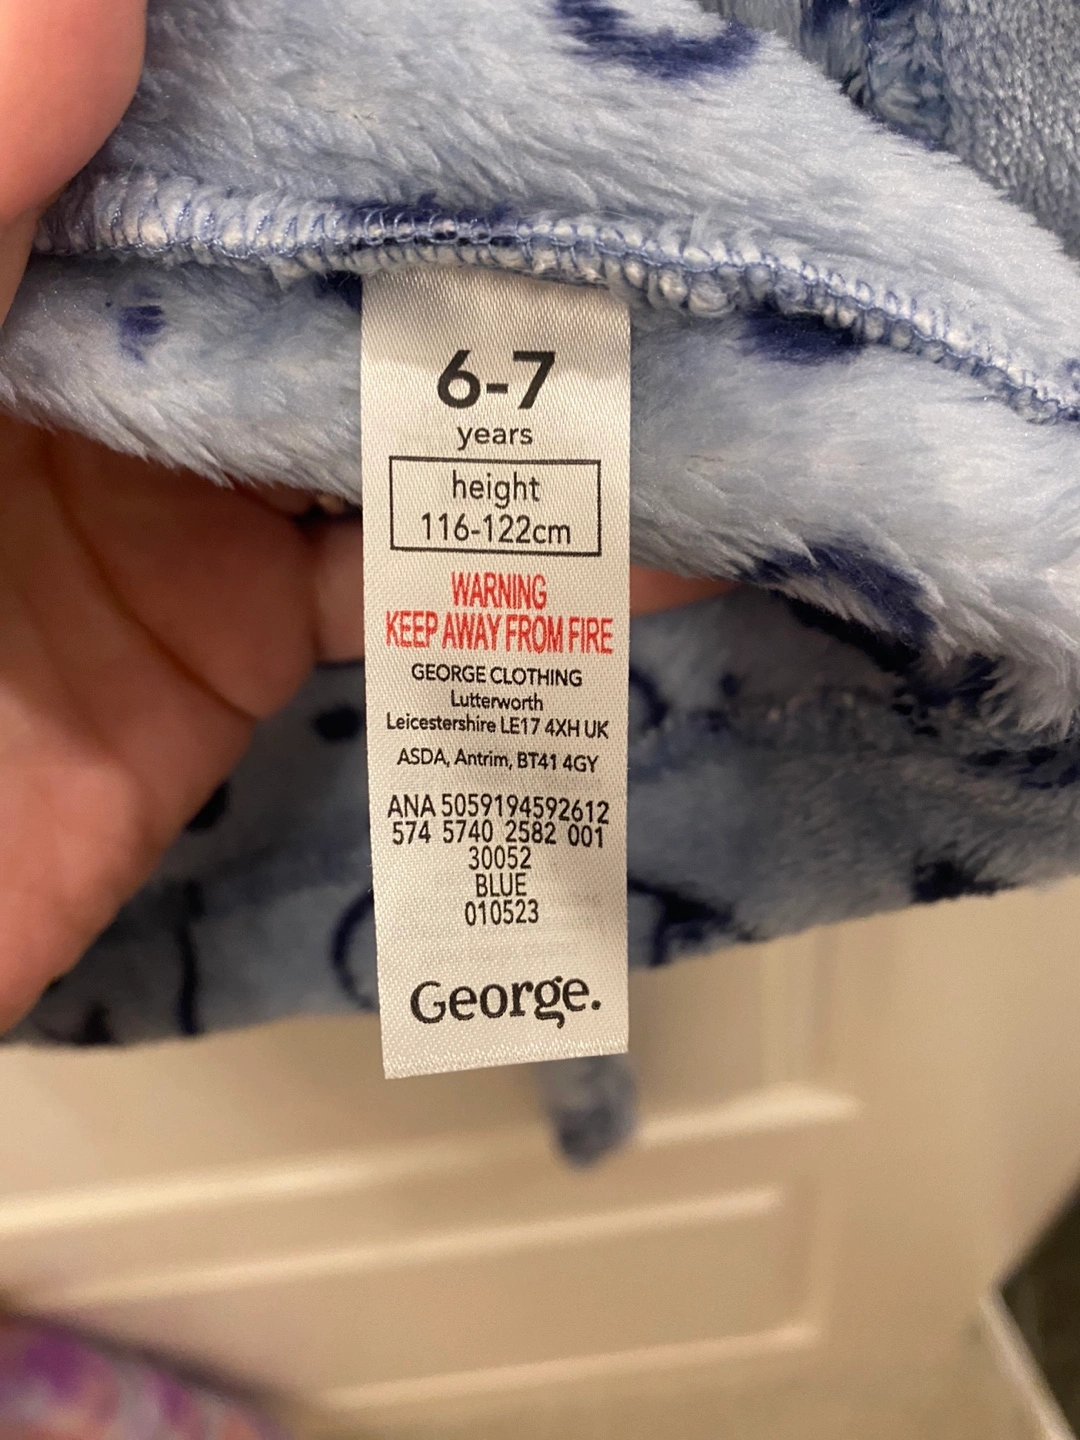 6-7
years
height
116-122cm
WARNING
KEEP AWAY FROM FIRE
GEORGE CLOTHING
Lutterworth
Leicestershire LE17 4XH UK
ASDA, Antrim, BT41 4GY
ANA 5059194592612
574 5740 2582 001
30052
BLUE
010523
George.